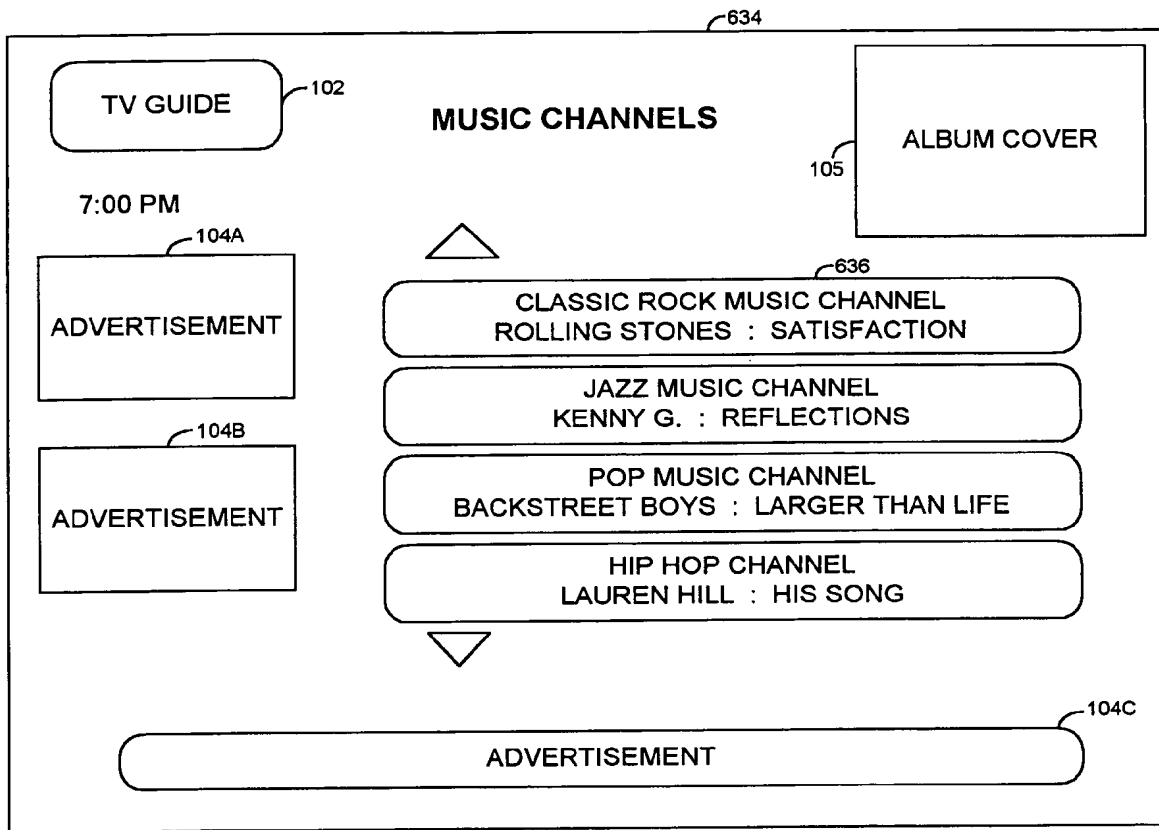 634
TV GUIDE
102
MUSIC CHANNELS
ALBUM COVER
105
7:00 PM
104A
ADVERTISEMENT
104B
ADVERTISEMENT
636
CLASSIC ROCK MUSIC CHANNEL
ROLLING STONES : SATISFACTION
JAZZ MUSIC CHANNEL
KENNY G. : REFLECTIONS
POP MUSIC CHANNEL
BACKSTREET BOYS : LARGER THAN LIFE
HIP HOP CHANNEL
LAUREN HILL : HIS SONG
104C
ADVERTISEMENT